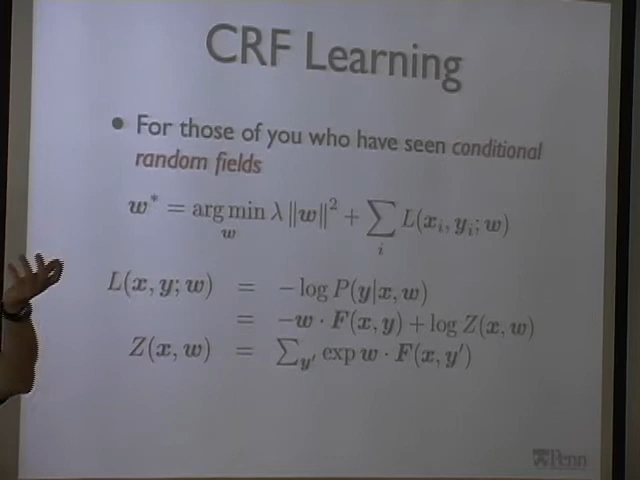 CRF Learning
• For those of you who have seen conditional
random fields
w* = arg min λ ||w||² + ∑ L(xᵢ, yᵢ; w)
w i
L(x, y; w) = −log P(y|x, w)
= −w · F(x, y) + log Z(x, w)
Z(x, w) = ∑y′ exp w · F(x, y′)
Penn